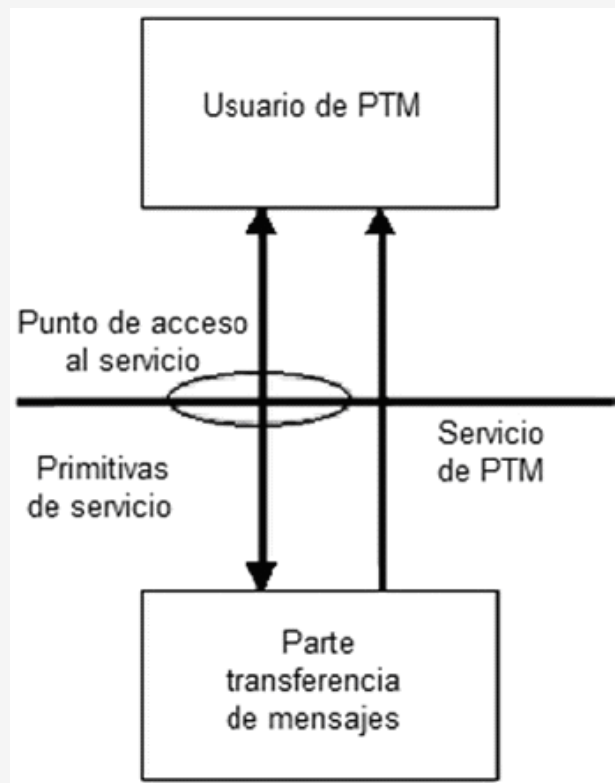 Usuario de PTM
Punto de acceso
al servicio
Servicio
de PTM
Primitivas
de servicio
Parte
transferencia
de mensajes